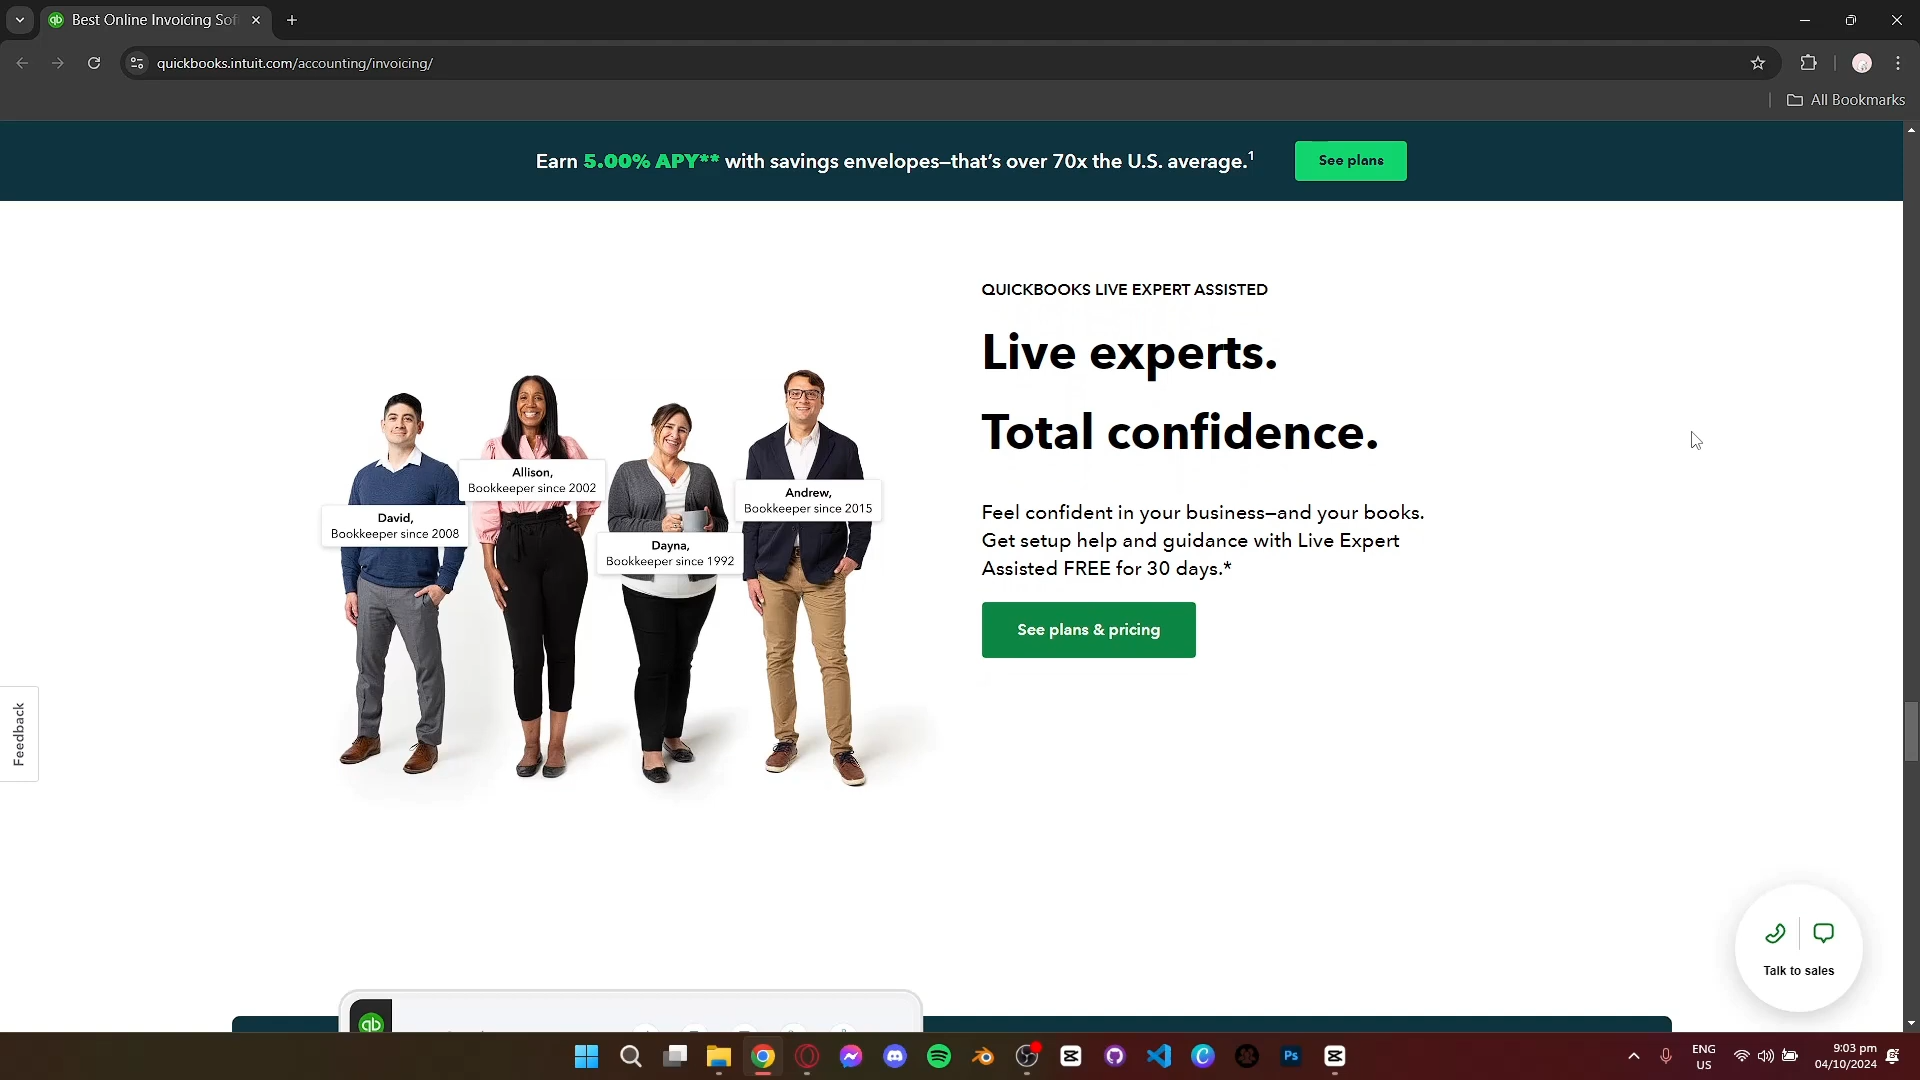 Best Online Invoicing Sof
quickbooks.intuit.com/accounting/invoicing/
All Bookmarks
Earn 5.00% APY** with savings envelopes—that's over 70x the U.S. average.1
See plans
QUICKBOOKS LIVE EXPERT ASSISTED
Live experts.
Total confidence.
Feel confident in your business—and your books.
Get setup help and guidance with Live Expert
Assisted FREE for 30 days.*
See plans & pricing
Allison,
Bookkeeper since 2002
Andrew,
Bookkeeper since 2015
David,
Bookkeeper since 2008
Dayna,
Bookkeeper since 1992
Feedback
Talk to sales
qb
Ps
ENG
US
9:03 pm
04/10/2024